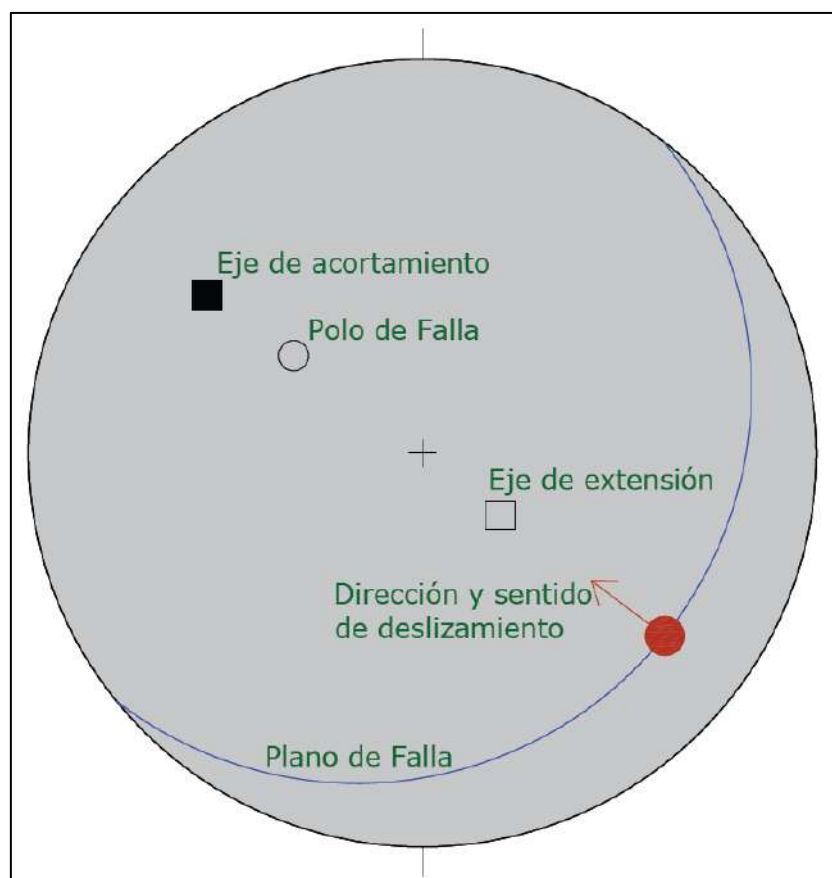 Eje de acortamiento
Polo de Falla
Eje de extensión
Dirección y sentido
de deslizamiento
Plano de Falla